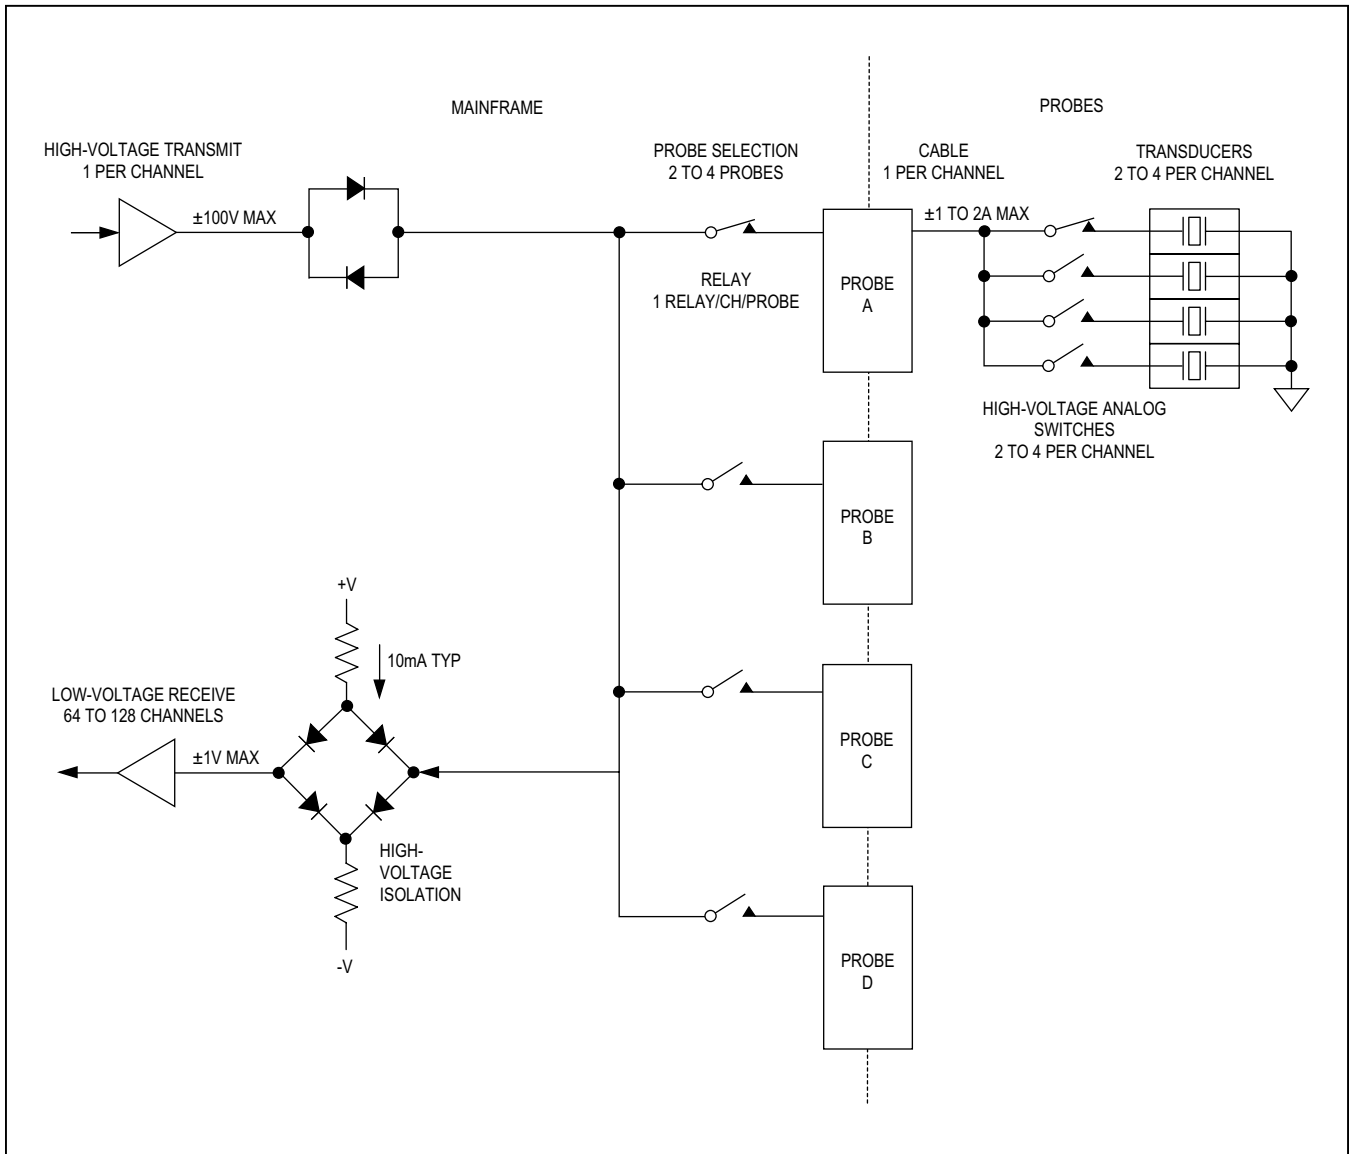 MAINFRAME
PROBES
HIGH-VOLTAGE TRANSMIT
1 PER CHANNEL
±100V MAX
PROBE SELECTION
2 TO 4 PROBES
CABLE
1 PER CHANNEL
TRANSDUCERS
2 TO 4 PER CHANNEL
±1 TO 2A MAX
RELAY
1 RELAY/CH/PROBE
PROBE
A
HIGH-VOLTAGE ANALOG
SWITCHES
2 TO 4 PER CHANNEL
PROBE
B
+V
10mA TYP
LOW-VOLTAGE RECEIVE
64 TO 128 CHANNELS
±1V MAX
PROBE
C
HIGH-
VOLTAGE
ISOLATION
-V
PROBE
D